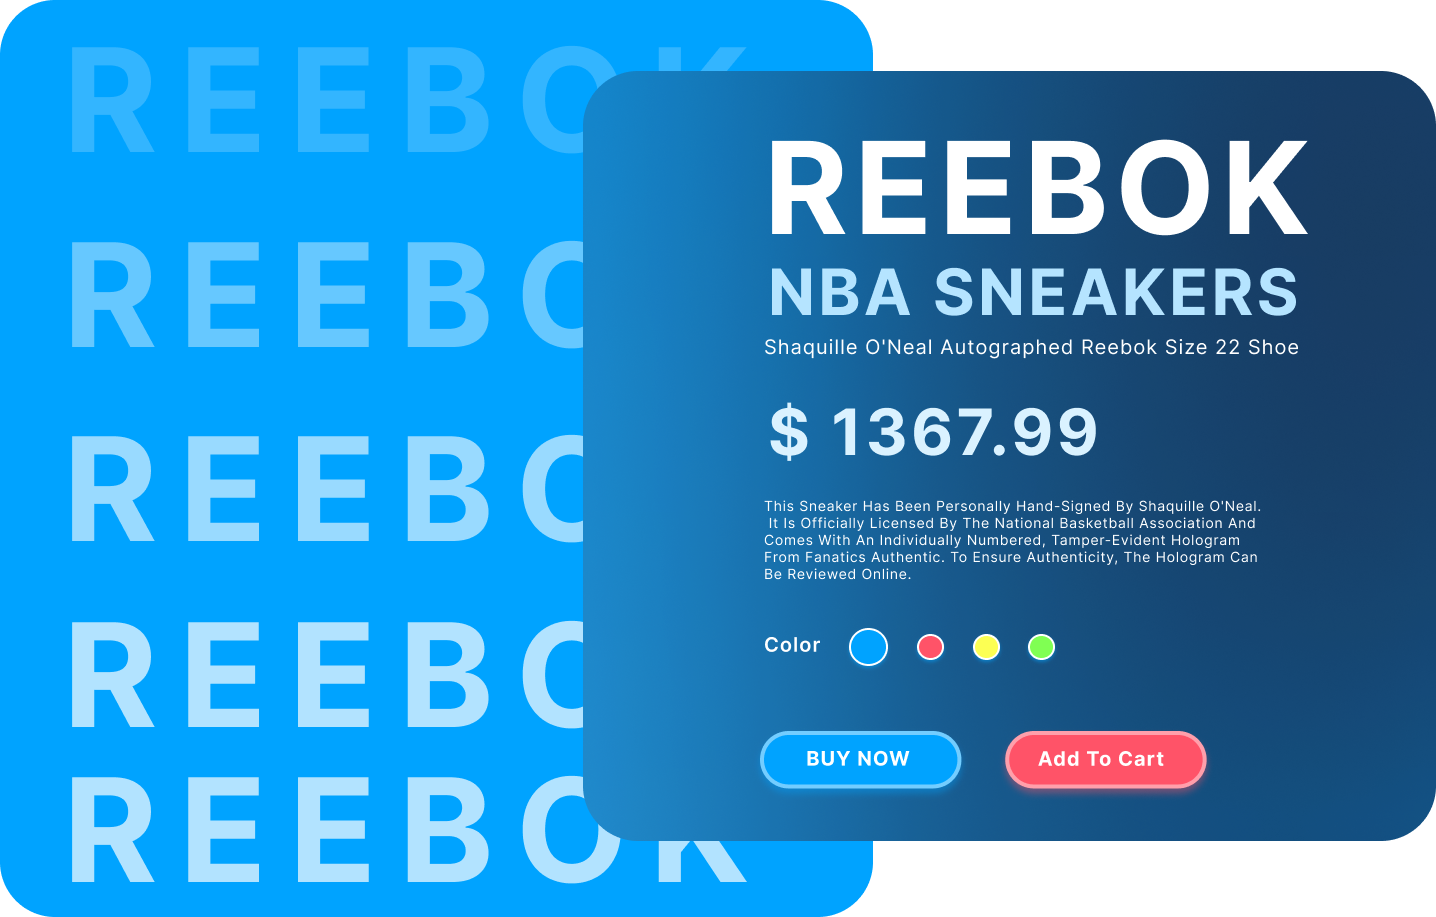 REEBOK
REEBO
REEBO
REEBO
REEBOK
REEBOK
NBA SNEAKERS
Shaquille O'Neal Autographed Reebok Size 22 Shoe
$ 1367.99
This Sneaker Has Been Personally Hand-Signed By Shaquille O'Neal.
It Is Officially Licensed By The National Basketball Association And
Comes With An Individually Numbered, Tamper-Evident Hologram
From Fanatics Authentic. To Ensure Authenticity, The Hologram Can
Be Reviewed Online.
Color
BUY NOW
Add To Cart